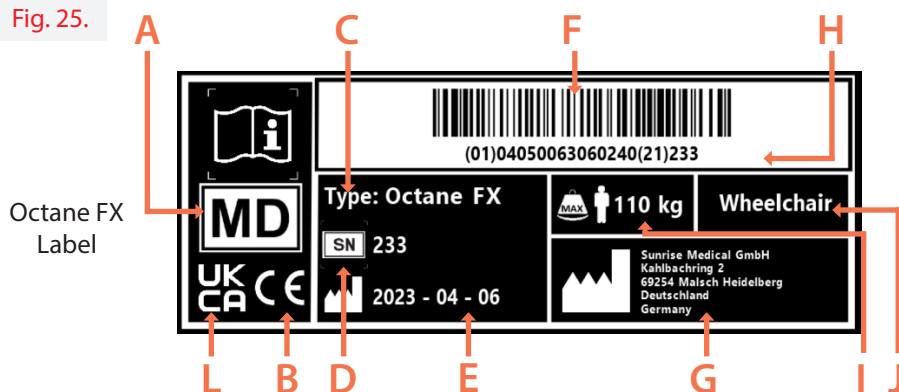 Fig. 25.
A
C
F
H
(01)04050063060240(21)233
Octane FX
Label
MD
Type: Octane FX
SN 233
2023 - 04 - 06
MAX 110 kg
Wheelchair
Sunrise Medical GmbH
Kahlbachring 2
69254 Malsch Heidelberg
Deutschland
Germany
UK
CA CE
L
B
D
E
G
I
J